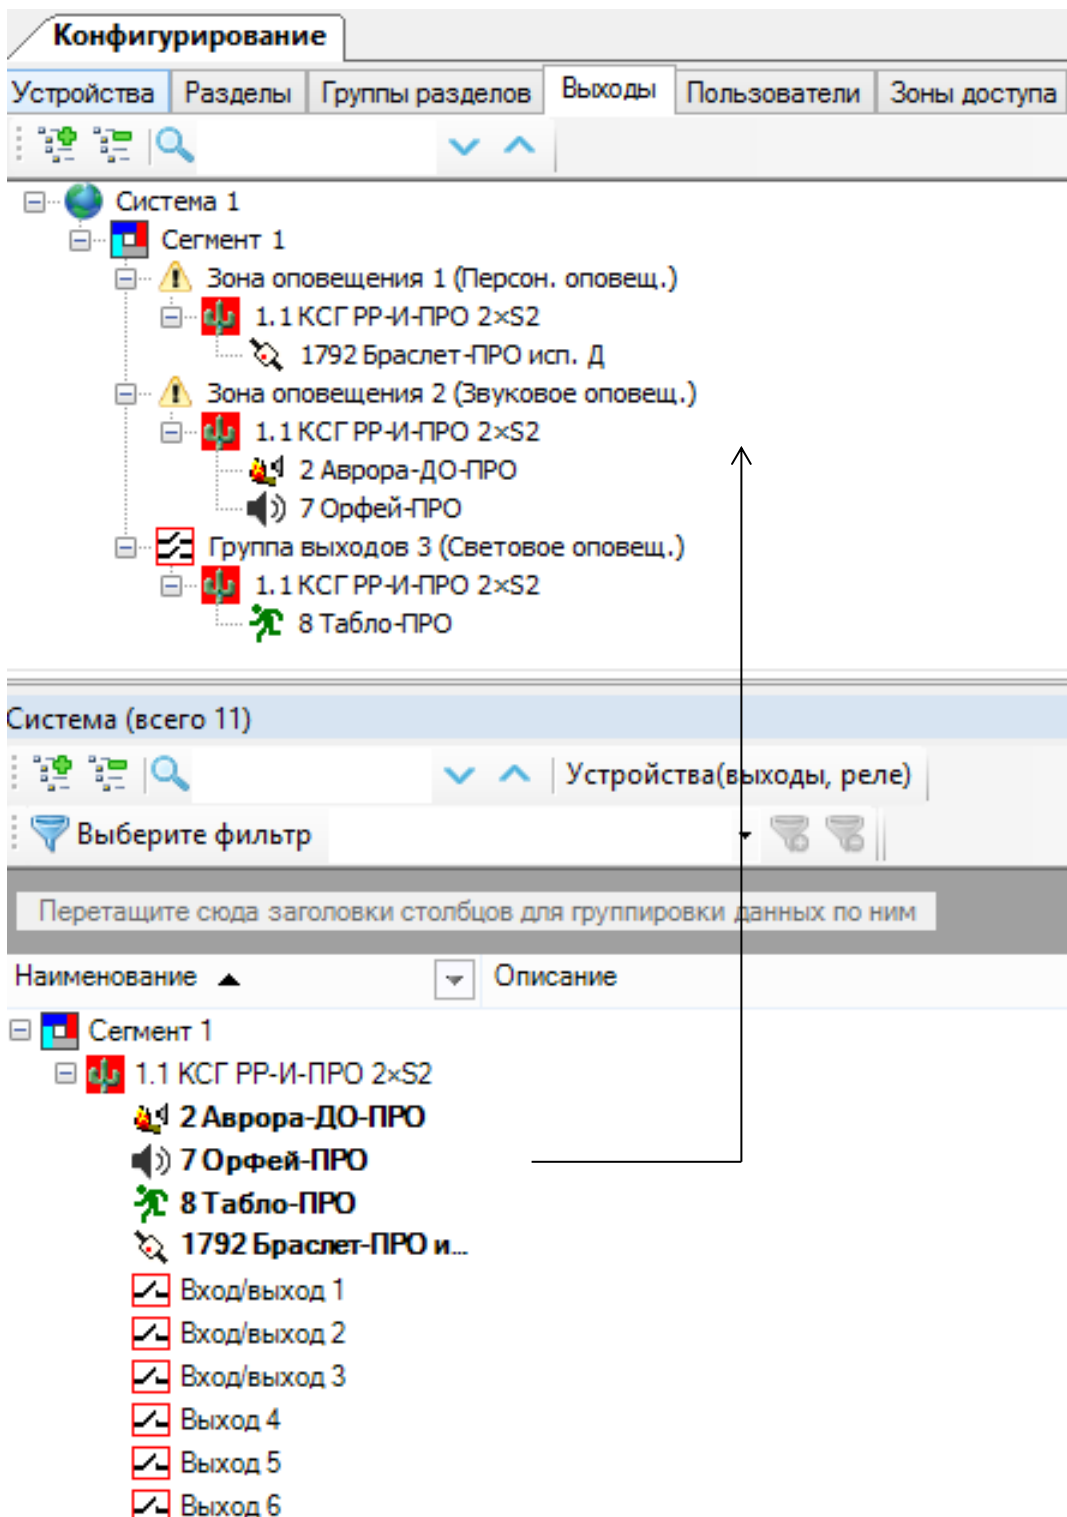 Конфигурирование
Устройства Разделы Группы разделов Выходы Пользователи Зоны доступа
Система 1
Сегмент 1
Зона оповещения 1 (Персон. оповещ.)
1.1 КСГ РР-И-ПРО 2×S2
1792 Браслет-ПРО исп. Д
Зона оповещения 2 (Звуковое оповещ.)
1.1 КСГ РР-И-ПРО 2×S2
2 Аврора-ДО-ПРО
7 Орфей-ПРО
Группа выходов 3 (Световое оповещ.)
1.1 КСГ РР-И-ПРО 2×S2
8 Табло-ПРО
Система (всего 11)
Устройства(выходы, реле)
Выберите фильтр
Перетащите сюда заголовки столбцов для группировки данных по ним
Наименование Описание
Сегмент 1
1.1 КСГ РР-И-ПРО 2×S2
2 Аврора-ДО-ПРО
7 Орфей-ПРО
8 Табло-ПРО
1792 Браслет-ПРО и...
Вход/выход 1
Вход/выход 2
Вход/выход 3
Выход 4
Выход 5
Выход 6